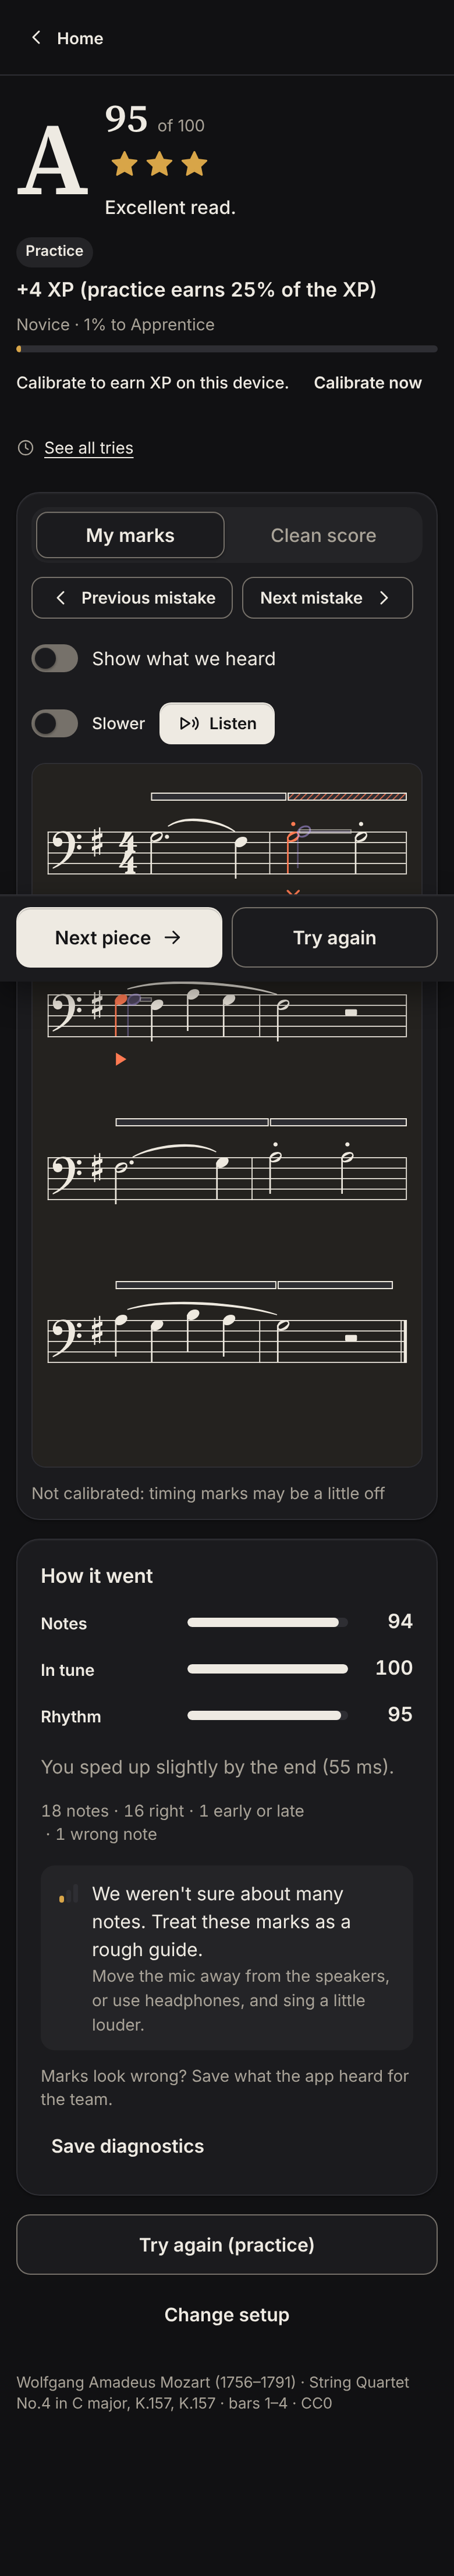 Home
A
95 of 100
Excellent read.
Practice
+4 XP (practice earns 25% of the XP)
Novice · 1% to Apprentice
Calibrate to earn XP on this device. Calibrate now
See all tries
My marks Clean score
Previous mistake Next mistake
Show what we heard
Slower Listen
Next piece Try again
Not calibrated: timing marks may be a little off
How it went
Notes 94
In tune 100
Rhythm 95
You sped up slightly by the end (55 ms).
18 notes · 16 right · 1 early or late
· 1 wrong note
We weren't sure about many
notes. Treat these marks as a
rough guide.
Move the mic away from the speakers,
or use headphones, and sing a little
louder.
Marks look wrong? Save what the app heard for
the team.
Save diagnostics
Try again (practice)
Change setup
Wolfgang Amadeus Mozart (1756–1791) · String Quartet
No.4 in C major, K.157, K.157 · bars 1–4 · CC0